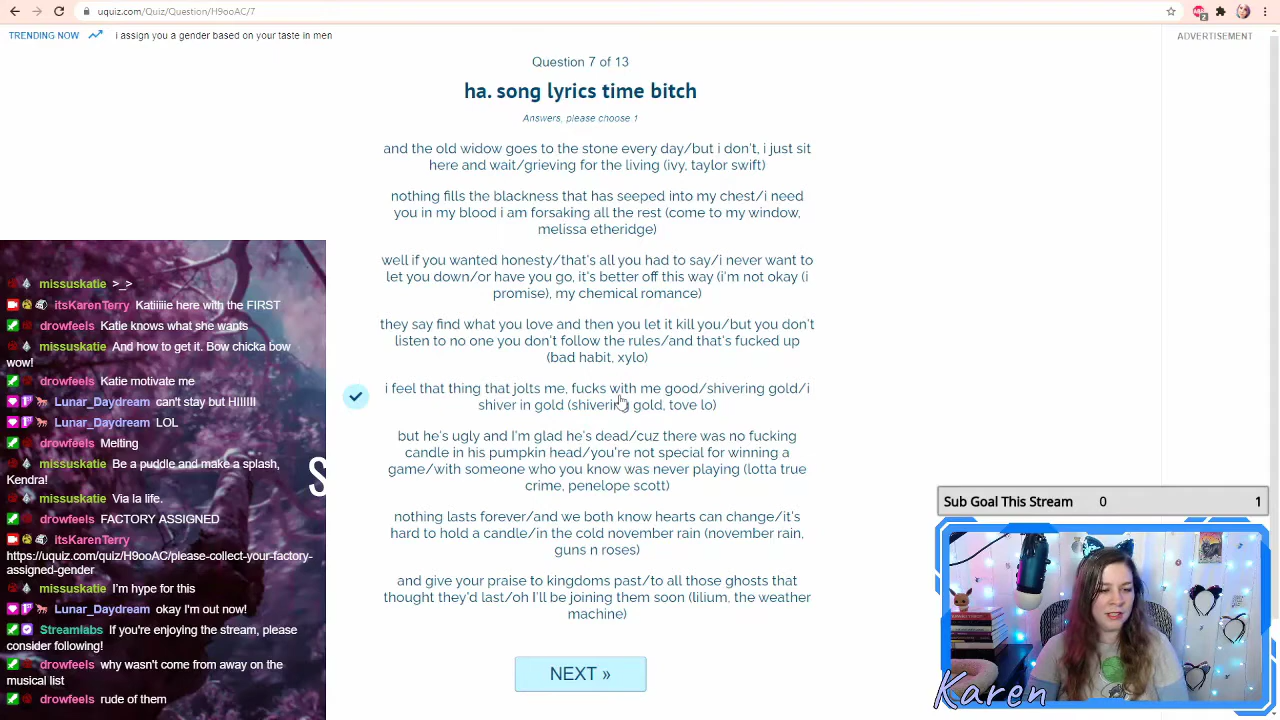 uquiz.com/Quiz/Question/H9ooAC/7
TRENDING NOW
i assign you a gender based on your taste in men
ADVERTISEMENT
Question 7 of 13
ha. song lyrics time bitch
Answers, please choose 1
and the old widow goes to the stone every day/but i don't, i just sit
here and wait/grieving for the living (ivy, taylor swift)
nothing fills the blackness that has seeped into my chest/i need
you in my blood i am forsaking all the rest (come to my window,
melissa etheridge)
well if you wanted honesty/that's all you had to say/i never want to
let you down/or have you go, it's better off this way (i'm not okay (i
promise), my chemical romance)
they say find what you love and then you let it kill you/but you don't
listen to no one you don't follow the rules/and that's fucked up
(bad habit, xylo)
i feel that thing that jolts me, fucks with me good/shivering gold/i
shiver in gold (shivering gold, tove lo)
but he's ugly and I'm glad he's dead/cuz there was no fucking
candle in his pumpkin head/you're not special for winning a
game/with someone who you know was never playing (lotta true
crime, penelope scott)
nothing lasts forever/and we both know hearts can change/it's
hard to hold a candle/in the cold november rain (november rain,
guns n roses)
and give your praise to kingdoms past/to all those ghosts that
thought they'd last/oh I'll be joining them soon (lilium, the weather
machine)
NEXT »
missuskatie >_>
itsKarenTerry Katiiiiie here with the FIRST
drowfeels Katie knows what she wants
missuskatie And how to get it. Bow chicka bow
wow!
drowfeels Katie motivate me
Lunar_Daydream can't stay but HIIIIII
Lunar_Daydream LOL
drowfeels Melting
missuskatie Be a puddle and make a splash,
Kendra!
missuskatie Via la life.
drowfeels FACTORY ASSIGNED
itsKarenTerry
https://uquiz.com/quiz/H9ooAC/please-collect-your-factory-
assigned-gender
missuskatie I'm hype for this
Lunar_Daydream okay I'm out now!
Streamlabs If you're enjoying the stream, please
consider following!
drowfeels why wasn't come from away on the
musical list
drowfeels rude of them
S
Sub Goal This Stream 0 1
Karen